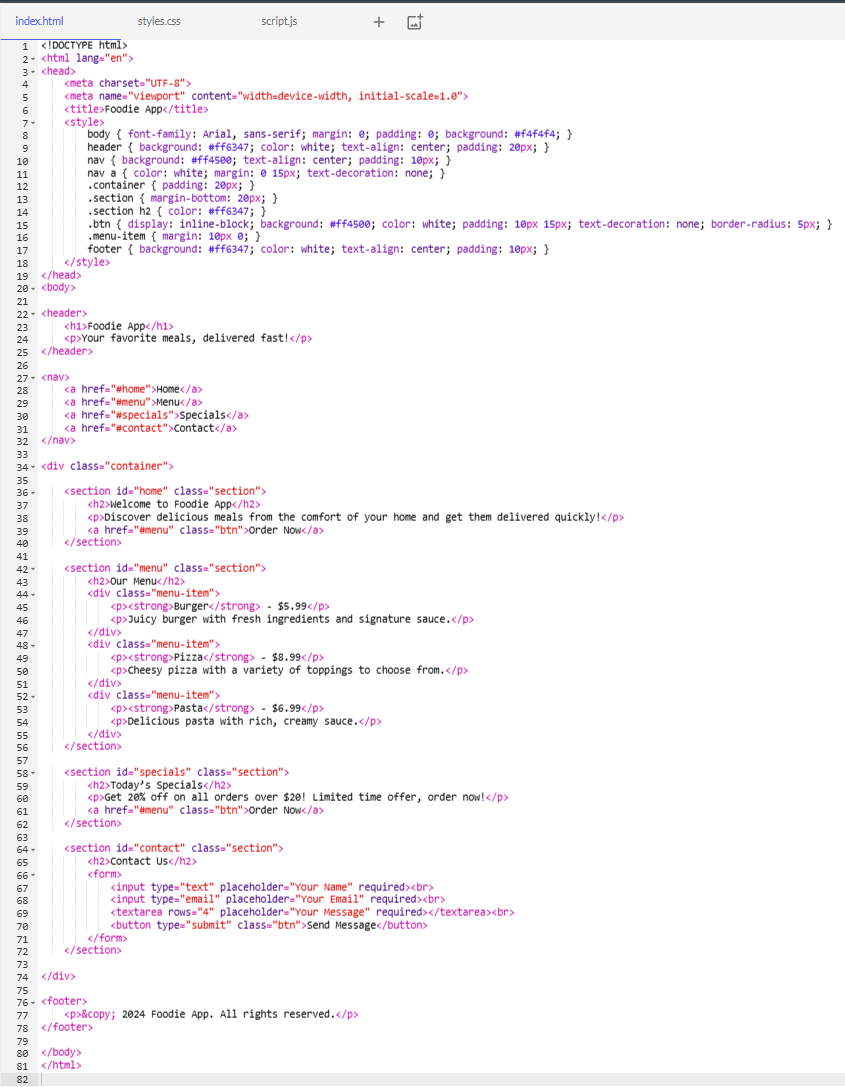 index.html styles.css script.js +
1 <!DOCTYPE html>
2 <html lang="en">
3 <head>
4 <meta charset="UTF-8">
5 <meta name="viewport" content="width=device-width, initial-scale=1.0">
6 <title>Foodie App</title>
7 <style>
8 body { font-family: Arial, sans-serif; margin: 0; padding: 0; background: #f4f4f4; }
9 header { background: #ff6347; color: white; text-align: center; padding: 20px; }
10 nav { background: #ff4500; text-align: center; padding: 10px; }
11 nav a { color: white; margin: 0 15px; text-decoration: none; }
12 .container { padding: 20px; }
13 .section { margin-bottom: 20px; }
14 .section h2 { color: #ff6347; }
15 .btn { display: inline-block; background: #ff4500; color: white; padding: 10px 15px; text-decoration: none; border-radius: 5px; }
16 .menu-item { margin: 10px 0; }
17 footer { background: #ff6347; color: white; text-align: center; padding: 10px; }
18 </style>
19 </head>
20 <body>
21
22 <header>
23 <h1>Foodie App</h1>
24 <p>Your favorite meals, delivered fast!</p>
25 </header>
26
27 <nav>
28 <a href="#home">Home</a>
29 <a href="#menu">Menu</a>
30 <a href="#specials">Specials</a>
31 <a href="#contact">Contact</a>
32 </nav>
33
34 <div class="container">
35
36 <section id="home" class="section">
37 <h2>Welcome to Foodie App</h2>
38 <p>Discover delicious meals from the comfort of your home and get them delivered quickly!</p>
39 <a href="#menu" class="btn">Order Now</a>
40 </section>
41
42 <section id="menu" class="section">
43 <h2>Our Menu</h2>
44 <div class="menu-item">
45 <p><strong>Burger</strong> - $5.99</p>
46 <p>Juicy burger with fresh ingredients and signature sauce.</p>
47 </div>
48 <div class="menu-item">
49 <p><strong>Pizza</strong> - $8.99</p>
50 <p>Cheesy pizza with a variety of toppings to choose from.</p>
51 </div>
52 <div class="menu-item">
53 <p><strong>Pasta</strong> - $6.99</p>
54 <p>Delicious pasta with rich, creamy sauce.</p>
55 </div>
56 </section>
57
58 <section id="specials" class="section">
59 <h2>Today's Specials</h2>
60 <p>Get 20% off on all orders over $20! Limited time offer, order now!</p>
61 <a href="#menu" class="btn">Order Now</a>
62 </section>
63
64 <section id="contact" class="section">
65 <h2>Contact Us</h2>
66 <form>
67 <input type="text" placeholder="Your Name" required><br>
68 <input type="email" placeholder="Your Email" required><br>
69 <textarea rows="4" placeholder="Your Message" required></textarea><br>
70 <button type="submit" class="btn">Send Message</button>
71 </form>
72 </section>
73
74 </div>
75
76 <footer>
77 <p>&copy; 2024 Foodie App. All rights reserved.</p>
78 </footer>
79
80 </body>
81 </html>
82